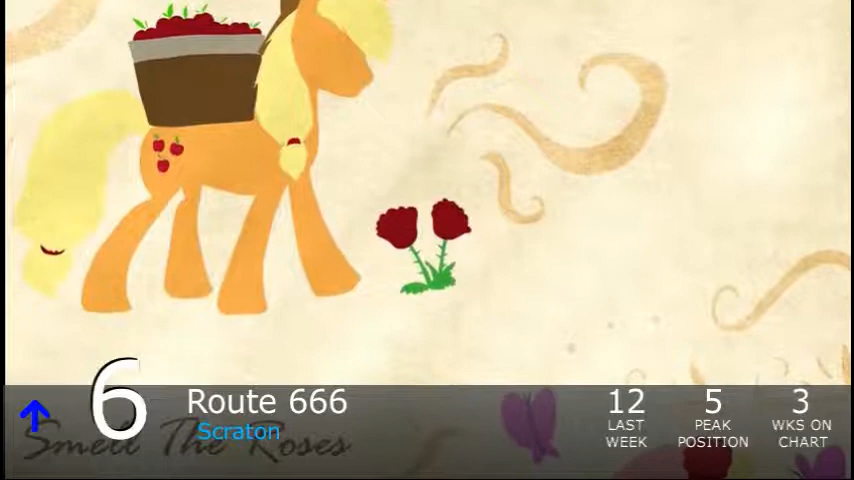 6
Route 666
Scraton
Smell The Roses
12
LAST
WEEK
5
PEAK
POSITION
3
WKS ON
CHART